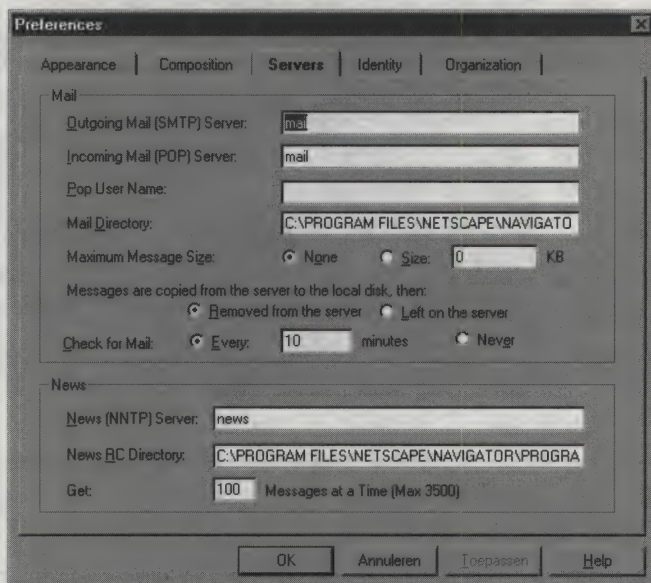 Preferences
Appearance
Composition
Servers
Identity
Organization
Mail
Outgoing Mail (SMTP) Server: mail
Incoming Mail (POP) Server: mail
Pop User Name:
Mail Directory: C:\PROGRAM FILES\NETSCAPE\NAVIGATO
Maximum Message Size: None Size: 0 KB
Messages are copied from the server to the local disk, then:
Removed from the server Left on the server
Check for Mail: Every: 10 minutes Never
News
News (NNTP) Server: news
News RC Directory: C:\PROGRAM FILES\NETSCAPE\NAVIGATOR\PROGRA
Get: 100 Messages at a Time (Max 3500)
OK
Annuleren
Toepassen
Help